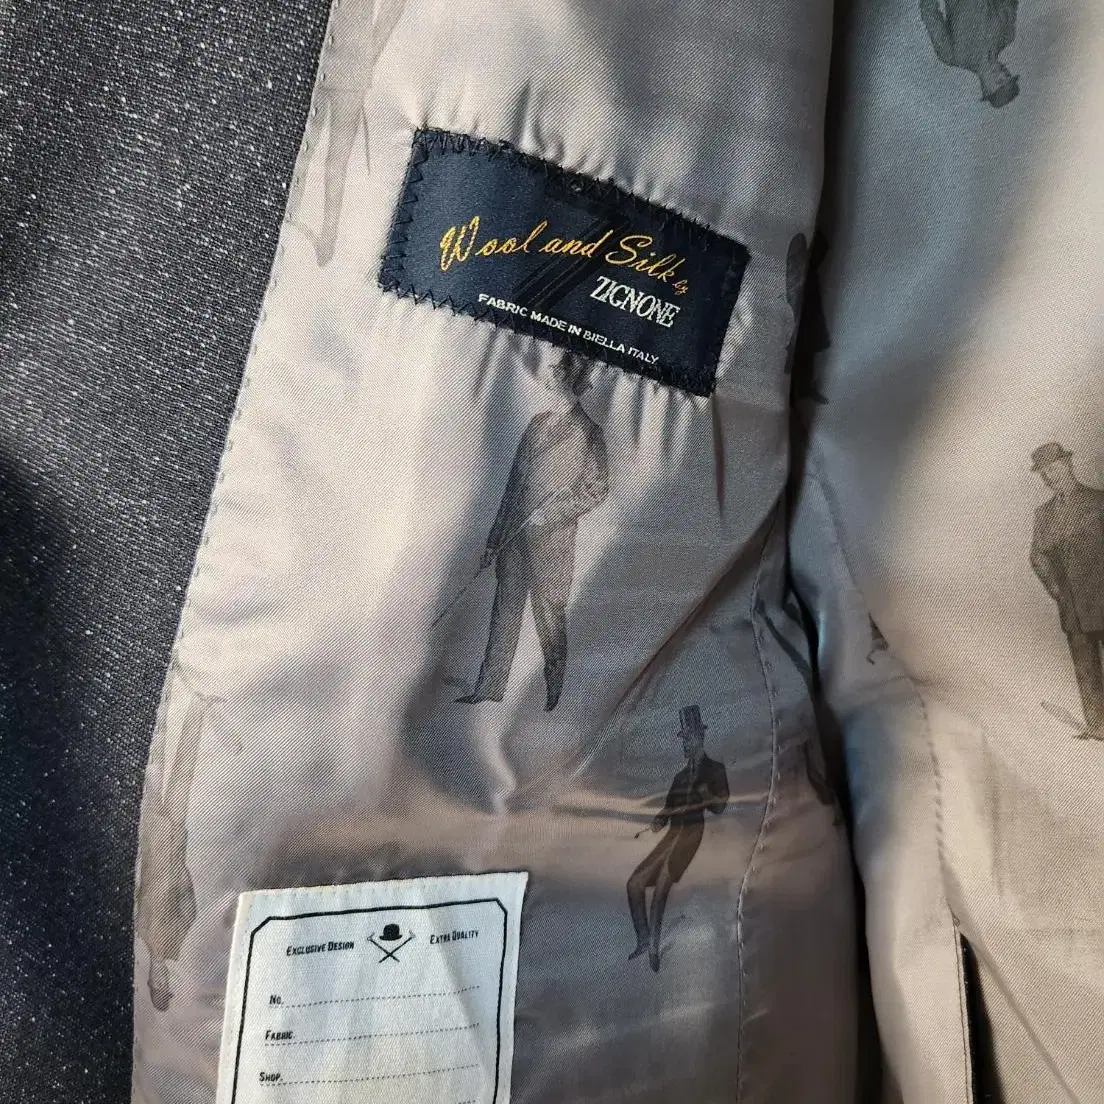 Wool and Silk by
ZIGNONE
FABRIC MADE IN BIELLA ITALY
EXCLUSIVE DESIGN EXTRA QUALITY
No.
FABRIC
SHOP.